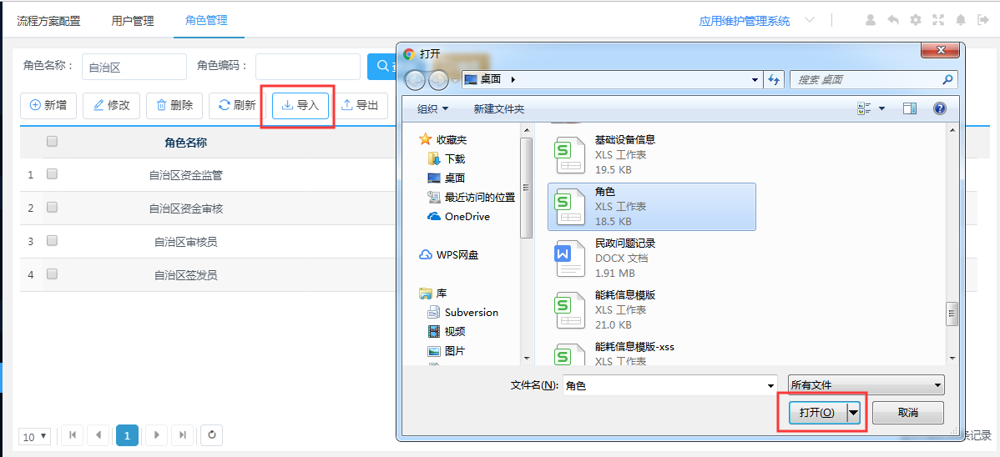 流程方案配置 用户管理 角色管理 应用维护管理系统
角色名称： 自治区 角色编码：
新增 修改 删除 刷新 导入 导出
角色名称
1 自治区资金监管
2 自治区资金审核
3 自治区审核员
4 自治区签发员
10 1 条记录
打开
桌面 搜索 桌面
组织 新建文件夹
收藏夹
下载
桌面
最近访问的位置
OneDrive
WPS网盘
库
Subversion
视频
图片
基础设备信息
XLS 工作表
19.5 KB
角色
XLS 工作表
18.5 KB
民政问题记录
DOCX 文档
1.91 MB
能耗信息模版
XLS 工作表
21.0 KB
能耗信息模版-xss
XLS 工作表
文件名(N): 角色 所有文件
打开(O) 取消